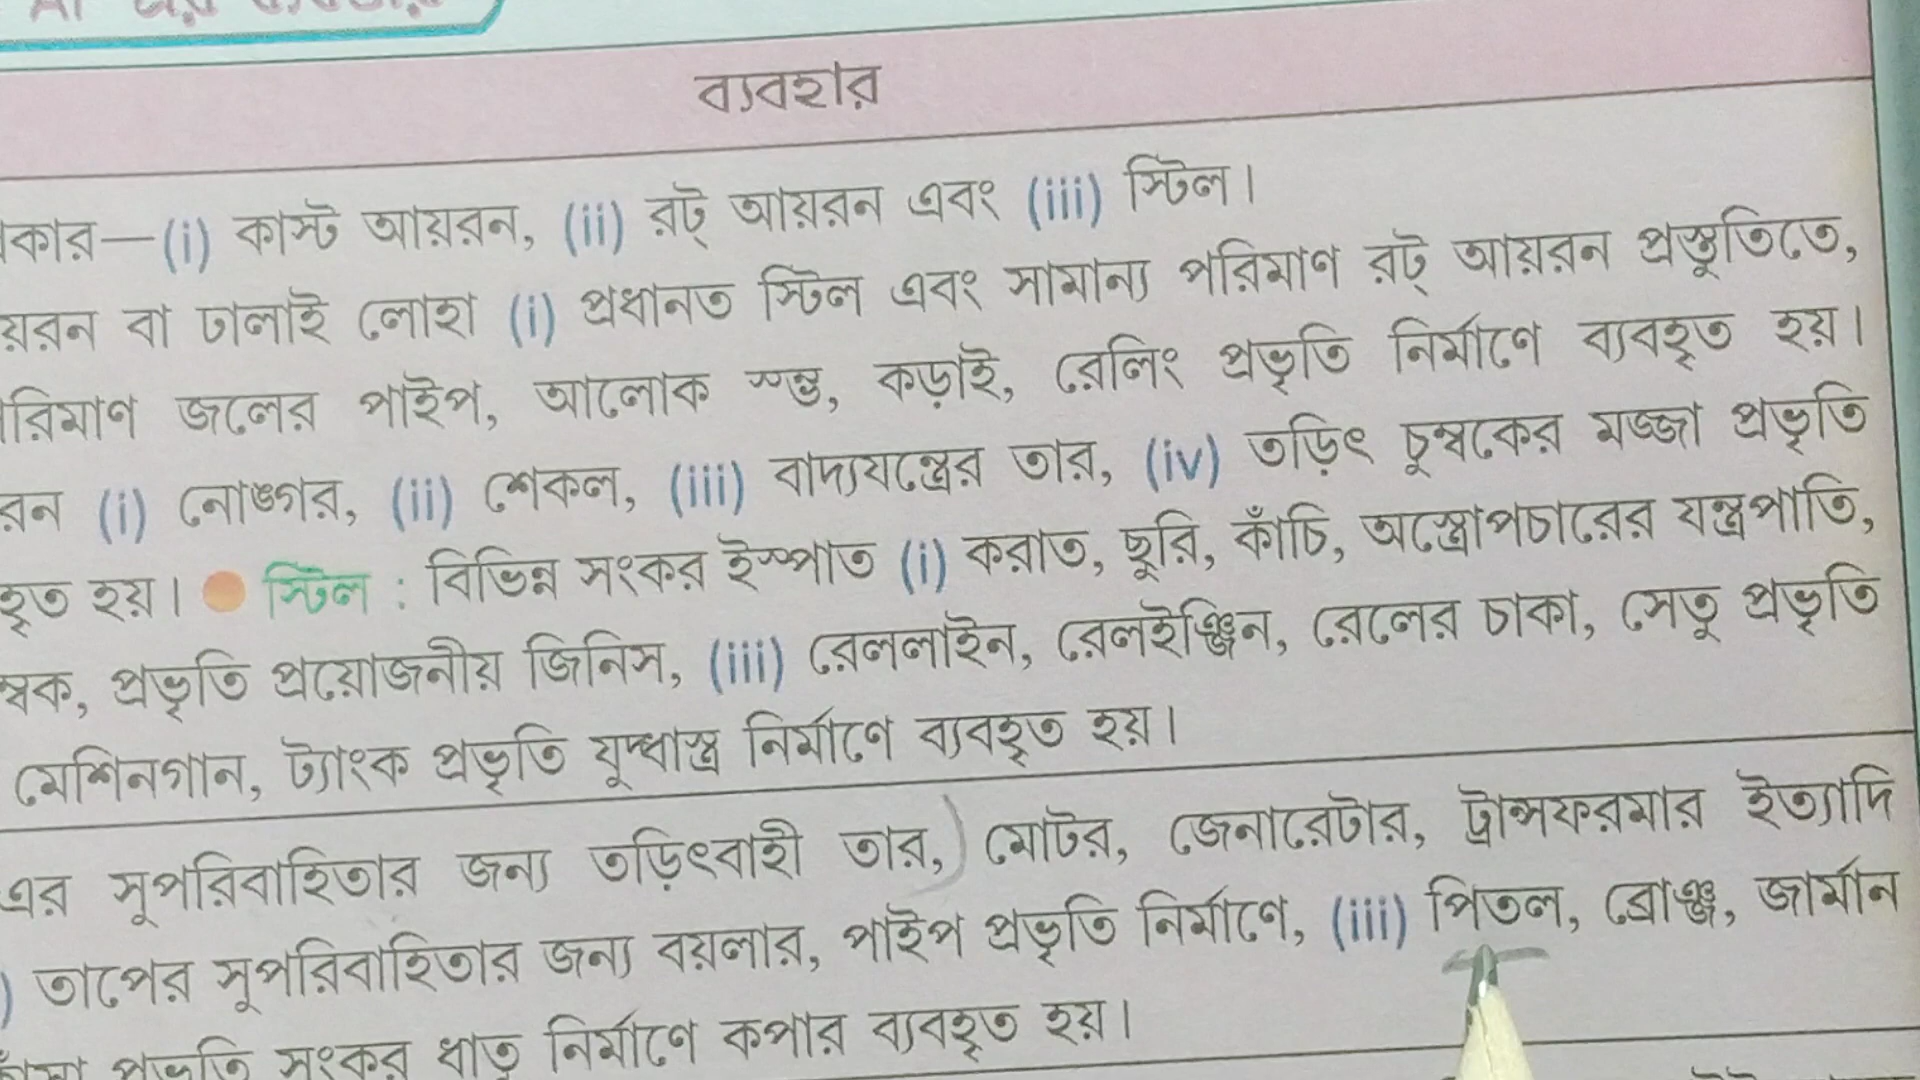 ব্যবহার
কার—(i) কাস্ট আয়রন, (ii) রট্ আয়রন এবং (iii) স্টিল।
য়রন বা ঢালাই লোহা (i) প্রধানত স্টিল এবং সামান্য পরিমাণ রট্ আয়রন প্রস্তুতিতে,
রিমাণ জলের পাইপ, আলোক স্তম্ভ, কড়াই, রেলিং প্রভৃতি নির্মাণে ব্যবহৃত হয়।
রন (i) নোঙ্গর, (ii) শেকল, (iii) বাদ্যযন্ত্রের তার, (iv) তড়িৎ চুম্বকের মজ্জা প্রভৃতি
হৃত হয়। স্টিল : বিভিন্ন সংকর ইস্পাত (i) করাত, ছুরি, কাঁচি, অস্ত্রোপচারের যন্ত্রপাতি,
ম্বক, প্রভৃতি প্রয়োজনীয় জিনিস, (iii) রেললাইন, রেলইঞ্জিন, রেলের চাকা, সেতু প্রভৃতি
মেশিনগান, ট্যাংক প্রভৃতি যুদ্ধাস্ত্র নির্মাণে ব্যবহৃত হয়।
এর সুপরিবাহিতার জন্য তড়িৎবাহী তার, মোটর, জেনারেটার, ট্রান্সফরমার ইত্যাদি
) তাপের সুপরিবাহিতার জন্য বয়লার, পাইপ প্রভৃতি নির্মাণে, (iii) পিতল, ব্রোঞ্জ, জার্মান
প্রভৃতি সংকর ধাতু নির্মাণে কপার ব্যবহৃত হয়।